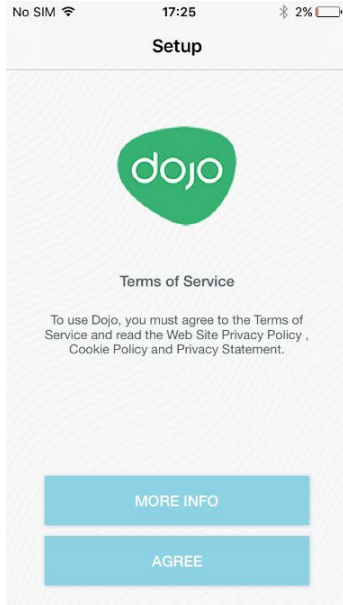 No SIM 17:25 2%
Setup
dojo
Terms of Service
To use Dojo, you must agree to the Terms of
Service and read the Web Site Privacy Policy ,
Cookie Policy and Privacy Statement.
MORE INFO
AGREE